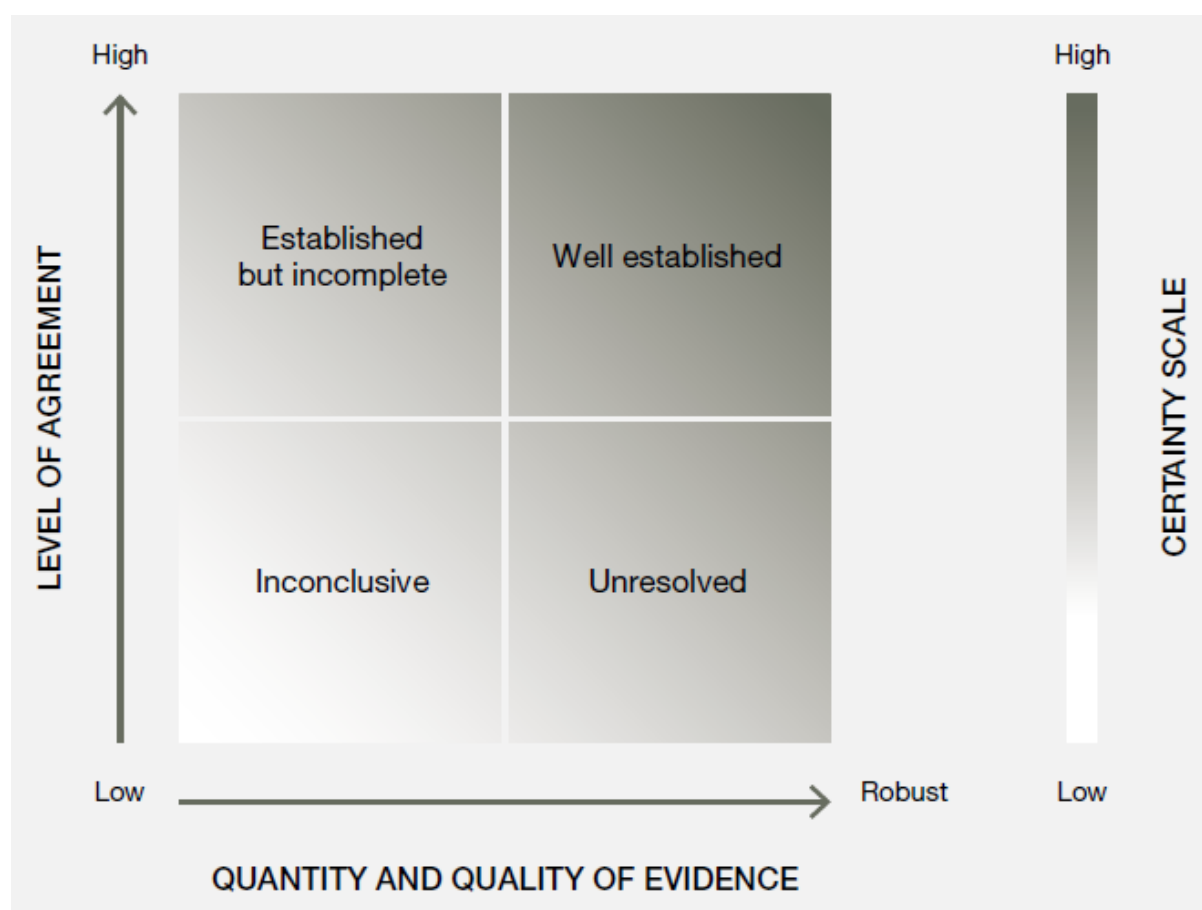 High
High
LEVEL OF AGREEMENT
Established
but incomplete
Well established
CERTAINTY SCALE
Inconclusive
Unresolved
Low
Robust
Low
QUANTITY AND QUALITY OF EVIDENCE